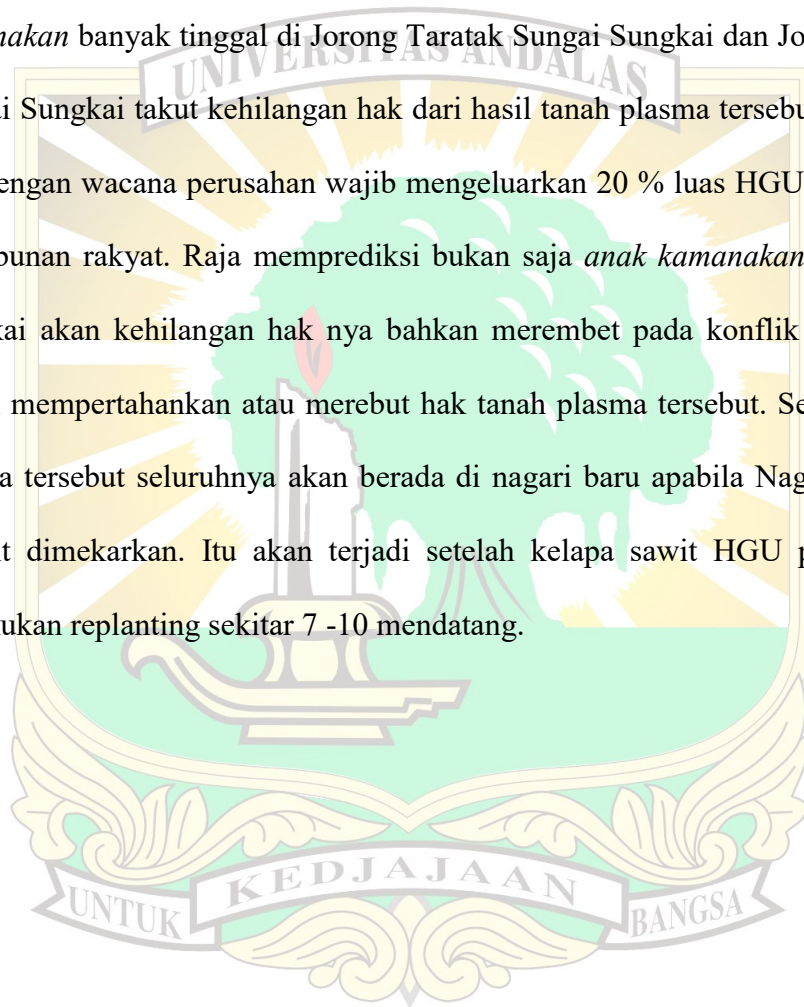 nakan banyak tinggal di Jorong Taratak Sungai Sungkai dan Jo
UNIVERSITAS ANDALAS
i Sungkai takut kehilangan hak dari hasil tanah plasma tersebu
engan wacana perusahan wajib mengeluarkan 20 % luas HGU
bunan rakyat. Raja memprediksi bukan saja anak kamanakan
kai akan kehilangan hak nya bahkan merembet pada konflik
mempertahankan atau merebut hak tanah plasma tersebut. Se
a tersebut seluruhnya akan berada di nagari baru apabila Nag
t dimekarkan. Itu akan terjadi setelah kelapa sawit HGU p
ukan replanting sekitar 7 -10 mendatang.
UNTUK KEDJAJAAN BANGSA